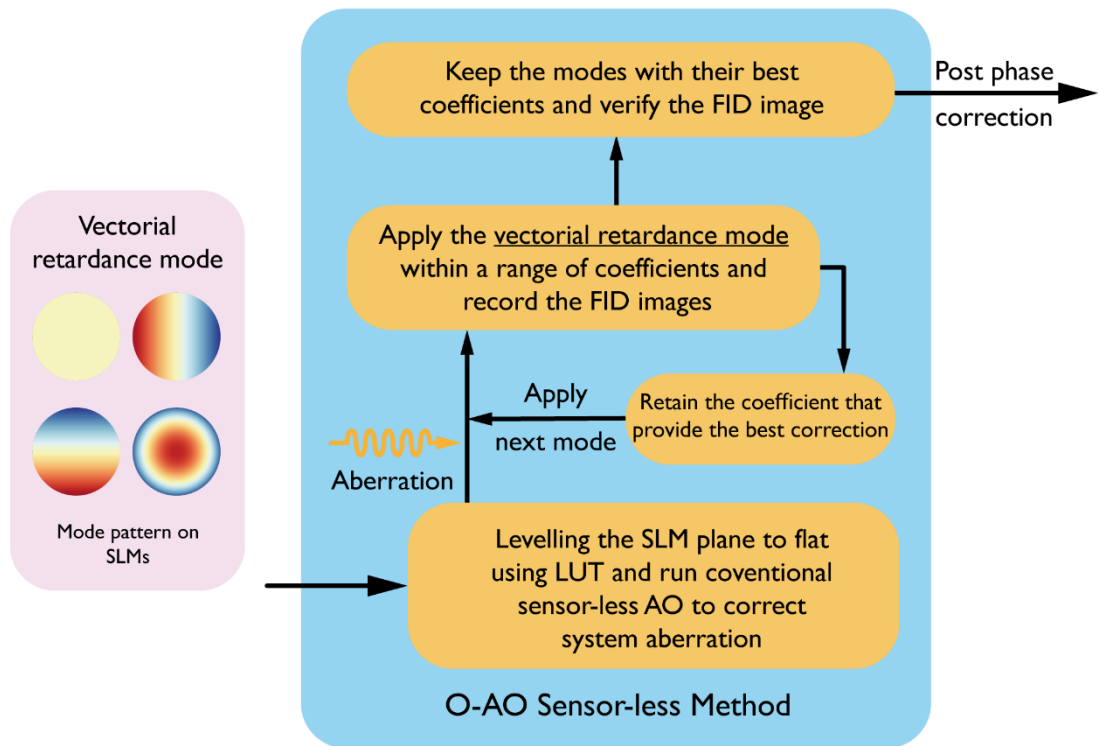 Keep the modes with their best
coefficients and verify the FID image
Post phase
correction
Vectorial
retardance mode
Mode pattern on
SLMs
Apply the vectorial retardance mode
within a range of coefficients and
record the FID images
Apply
next mode
Retain the coefficient that
provide the best correction
Aberration
Levelling the SLM plane to flat
using LUT and run coventional
sensor-less AO to correct
system aberration
O-AO Sensor-less Method